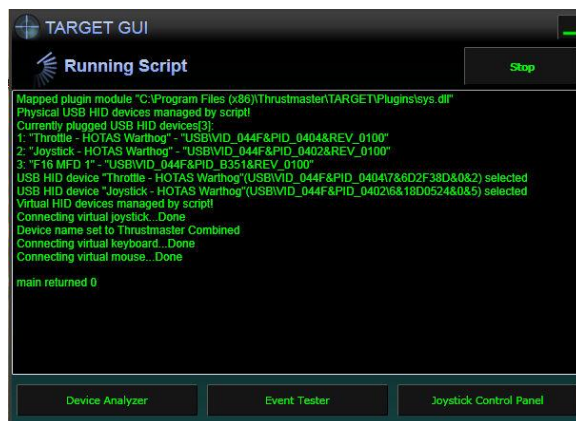 TARGET GUI
Running Script
Stop
Mapped plugin module "C:\Program Files (x86)\Thrustmaster\TARGET\Plugins\sys.dll"
Physical USB HID devices managed by script!
Currently plugged USB HID devices[3]:
1: "Throttle - HOTAS Warthog" - "USB\VID_044F&PID_0404&REV_0100"
2: "Joystick - HOTAS Warthog" - "USB\VID_044F&PID_0402&REV_0100"
3: "F16 MFD 1" - "USB\VID_044F&PID_B351&REV_0100"
USB HID device "Throttle - HOTAS Warthog"(USB\VID_044F&PID_0404\7&6D2F38D&0&2) selected
USB HID device "Joystick - HOTAS Warthog"(USB\VID_044F&PID_0402\6&18D0524&0&5) selected
Virtual HID devices managed by script!
Connecting virtual joystick...Done
Device name set to Thrustmaster Combined
Connecting virtual keyboard...Done
Connecting virtual mouse...Done
main returned 0
Device Analyzer
Event Tester
Joystick Control Panel